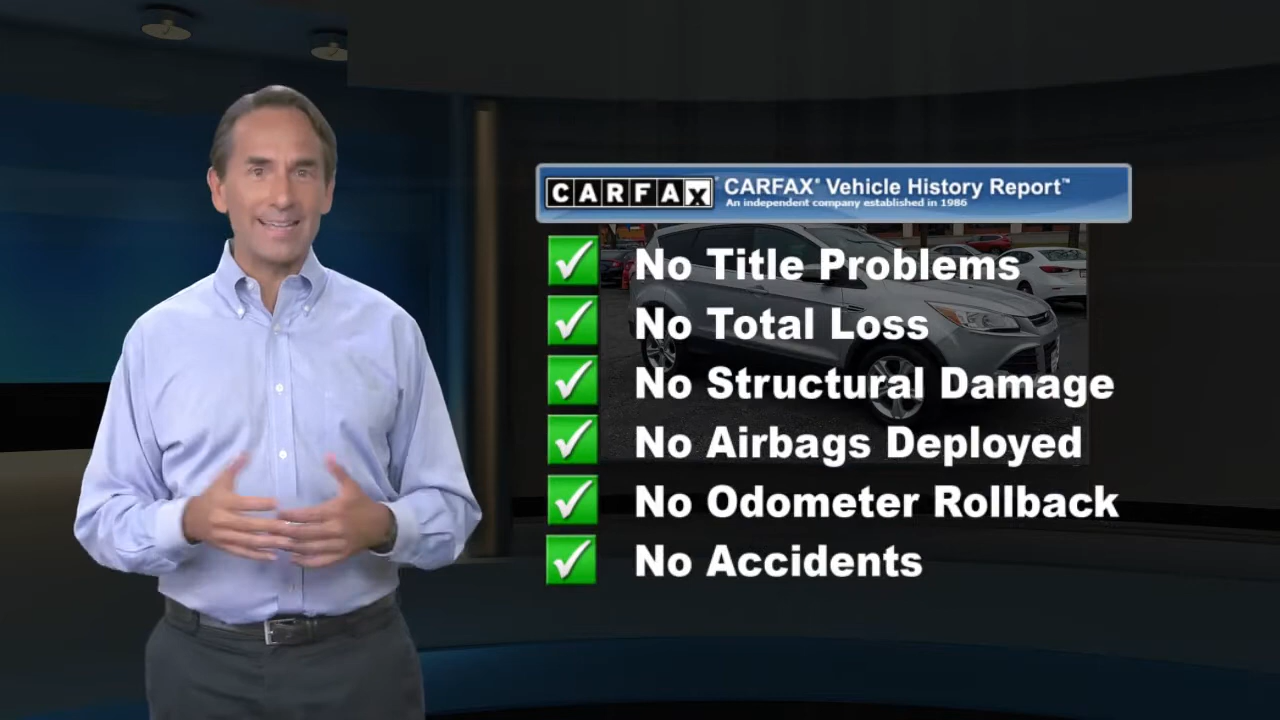 CARFAX® CARFAX® Vehicle History Report™
An independent company established in 1986
No Title Problems
No Total Loss
No Structural Damage
No Airbags Deployed
No Odometer Rollback
No Accidents